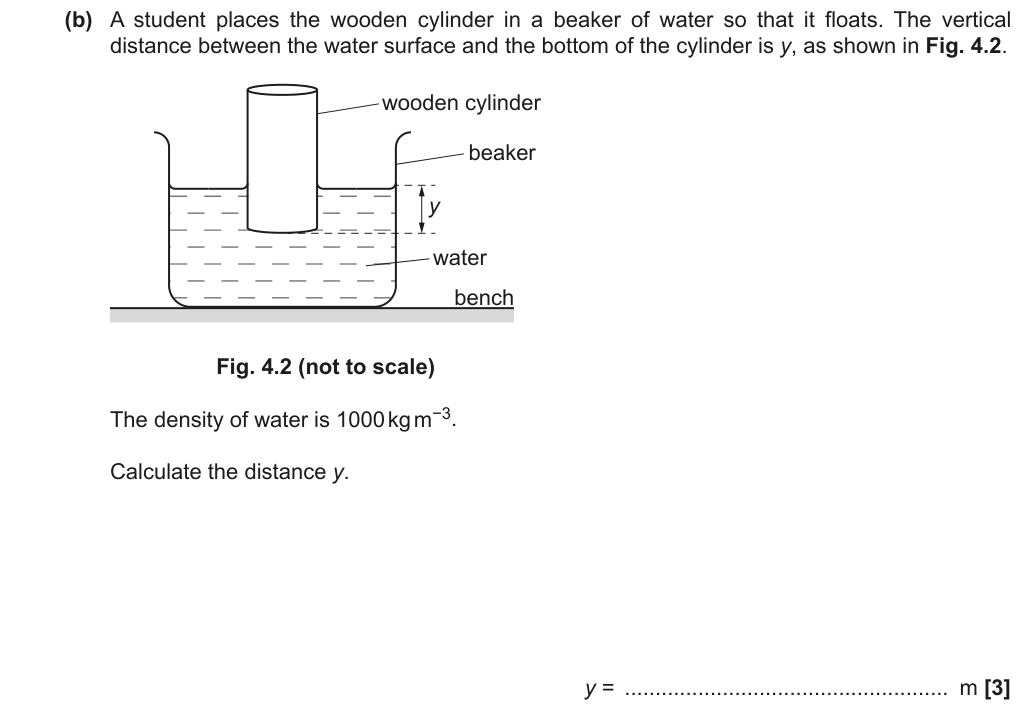 (b) A student places the wooden cylinder in a beaker of water so that it floats. The vertical
distance between the water surface and the bottom of the cylinder is y, as shown in Fig. 4.2.
wooden cylinder
beaker
y
water
bench
Fig. 4.2 (not to scale)
The density of water is 1000 kg m⁻³.
Calculate the distance y.
y = ..................................................... m [3]